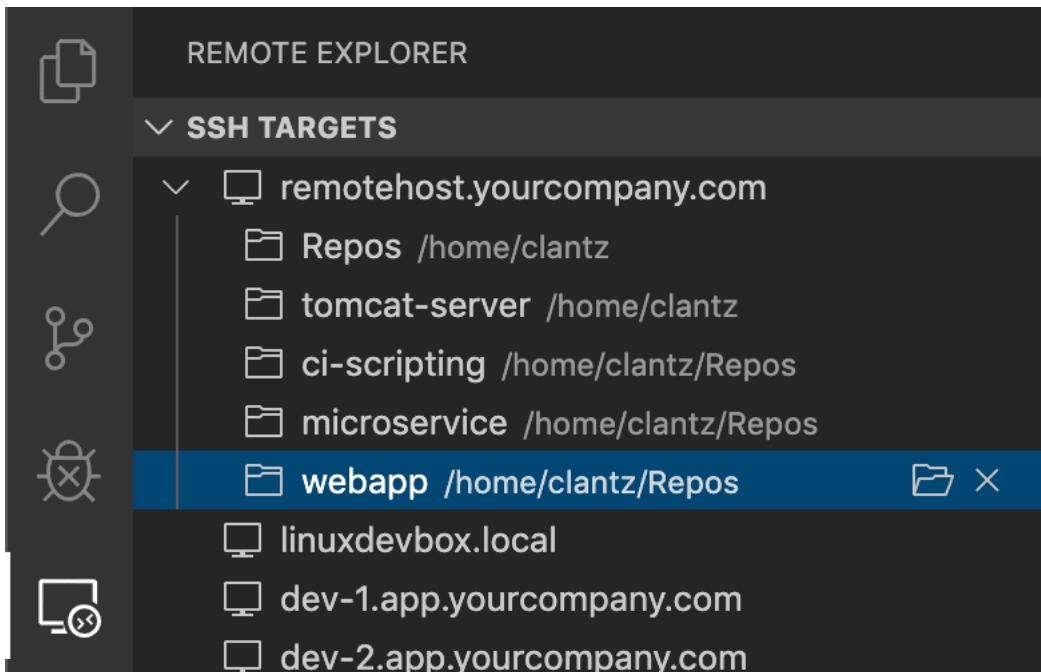 REMOTE EXPLORER
SSH TARGETS
remotehost.yourcompany.com
Repos /home/clantz
tomcat-server /home/clantz
ci-scripting /home/clantz/Repos
microservice /home/clantz/Repos
webapp /home/clantz/Repos
linuxdevbox.local
dev-1.app.yourcompany.com
dev-2.app.yourcompany.com